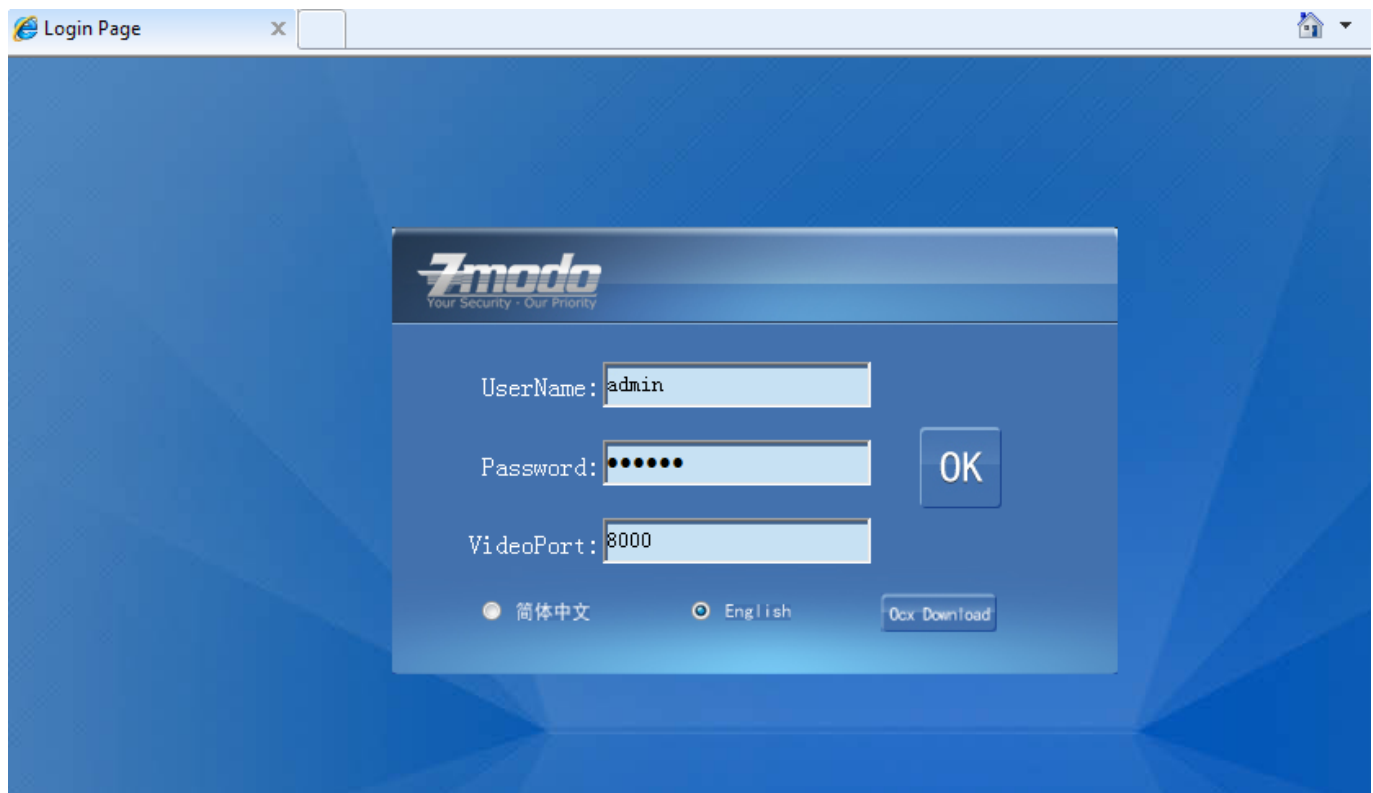 Login Page
Zmodo
Your Security · Our Priority
UserName: admin
Password: ••••••
VideoPort: 8000
简体中文 English Ocx Download
OK